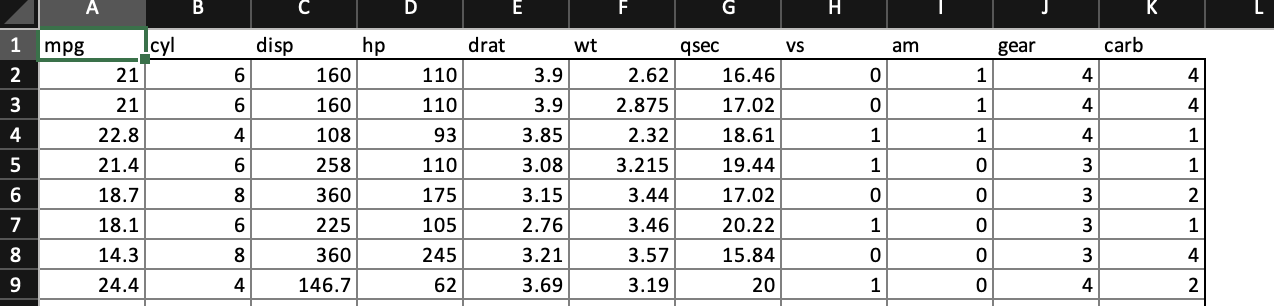 A B C D E F G H I J K L
1 mpg cyl disp hp drat wt qsec vs am gear carb
2 21 6 160 110 3.9 2.62 16.46 0 1 4 4
3 21 6 160 110 3.9 2.875 17.02 0 1 4 4
4 22.8 4 108 93 3.85 2.32 18.61 1 1 4 1
5 21.4 6 258 110 3.08 3.215 19.44 1 0 3 1
6 18.7 8 360 175 3.15 3.44 17.02 0 0 3 2
7 18.1 6 225 105 2.76 3.46 20.22 1 0 3 1
8 14.3 8 360 245 3.21 3.57 15.84 0 0 3 4
9 24.4 4 146.7 62 3.69 3.19 20 1 0 4 2